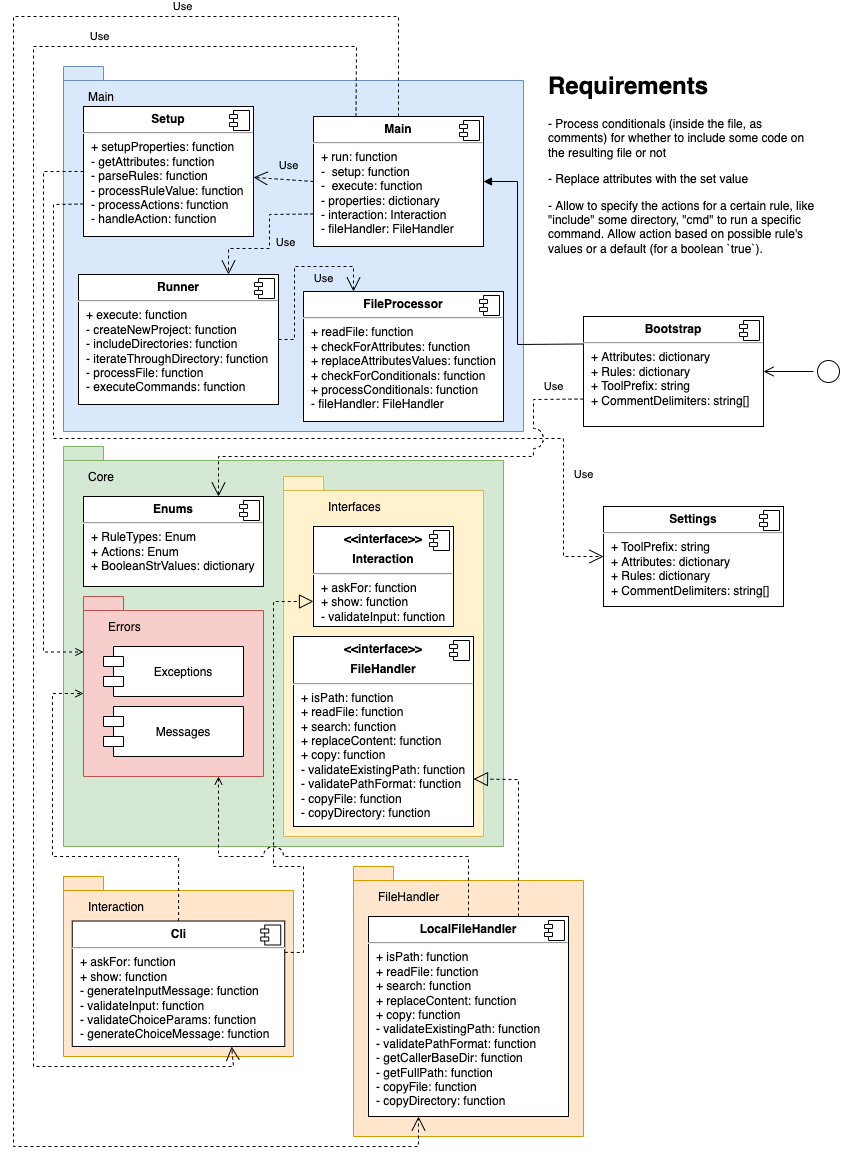 Use
Use
Main
Setup
+ setupProperties: function
- getAttributes: function
- parseRules: function
- processRuleValue: function
- processActions: function
- handleAction: function
Use
Main
+ run: function
- setup: function
- execute: function
- properties: dictionary
- interaction: Interaction
- fileHandler: FileHandler
Use
Use
Runner
+ execute: function
- createNewProject: function
- includeDirectories: function
- iterateThroughDirectory: function
- processFile: function
- executeCommands: function
FileProcessor
+ readFile: function
+ checkForAttributes: function
+ replaceAttributesValues: function
+ checkForConditionals: function
+ processConditionals: function
- fileHandler: FileHandler
Requirements
- Process conditionals (inside the file, as
comments) for whether to include some code on
the resulting file or not
- Replace attributes with the set value
- Allow to specify the actions for a certain rule, like
"include" some directory, "cmd" to run a specific
command. Allow action based on possible rule's
values or a default (for a boolean `true`).
Bootstrap
+ Attributes: dictionary
+ Rules: dictionary
+ ToolPrefix: string
+ CommentDelimiters: string[]
Use
Use
Settings
+ ToolPrefix: string
+ Attributes: dictionary
+ Rules: dictionary
+ CommentDelimiters: string[]
Core
Enums
+ RuleTypes: Enum
+ Actions: Enum
+ BooleanStrValues: dictionary
Errors
Exceptions
Messages
Interfaces
<<interface>>
Interaction
+ askFor: function
+ show: function
- validateInput: function
<<interface>>
FileHandler
+ isPath: function
+ readFile: function
+ search: function
+ replaceContent: function
+ copy: function
- validateExistingPath: function
- validatePathFormat: function
- copyFile: function
- copyDirectory: function
Interaction
Cli
+ askFor: function
+ show: function
- generateInputMessage: function
- validateInput: function
- validateChoiceParams: function
- generateChoiceMessage: function
FileHandler
LocalFileHandler
+ isPath: function
+ readFile: function
+ search: function
+ replaceContent: function
+ copy: function
- validateExistingPath: function
- validatePathFormat: function
- getCallerBaseDir: function
- getFullPath: function
- copyFile: function
- copyDirectory: function